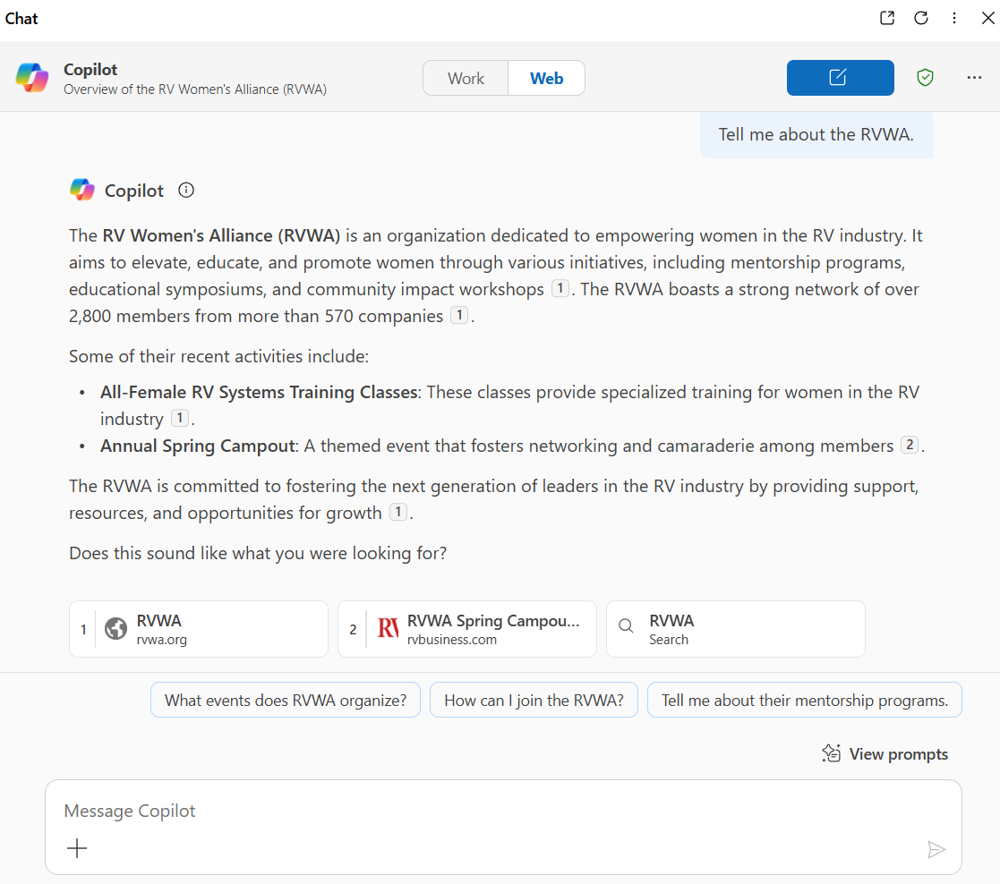 Chat
Copilot
Overview of the RV Women's Alliance (RVWA)
Work
Web
Tell me about the RVWA.
Copilot
The RV Women's Alliance (RVWA) is an organization dedicated to empowering women in the RV industry. It
aims to elevate, educate, and promote women through various initiatives, including mentorship programs,
educational symposiums, and community impact workshops 1.
The RVWA boasts a strong network of over
2,800 members from more than 570 companies 1.
Some of their recent activities include:
• All-Female RV Systems Training Classes: These classes provide specialized training for women in the RV
industry 1.
• Annual Spring Campout: A themed event that fosters networking and camaraderie among members 2.
The RVWA is committed to fostering the next generation of leaders in the RV industry by providing support,
resources, and opportunities for growth 1.
Does this sound like what you were looking for?
1
RVWA
rvwa.org
2
RV
RVWA Spring Campou...
rvbusiness.com
RVWA
Search
What events does RVWA organize?
How can I join the RVWA?
Tell me about their mentorship programs.
View prompts
Message Copilot